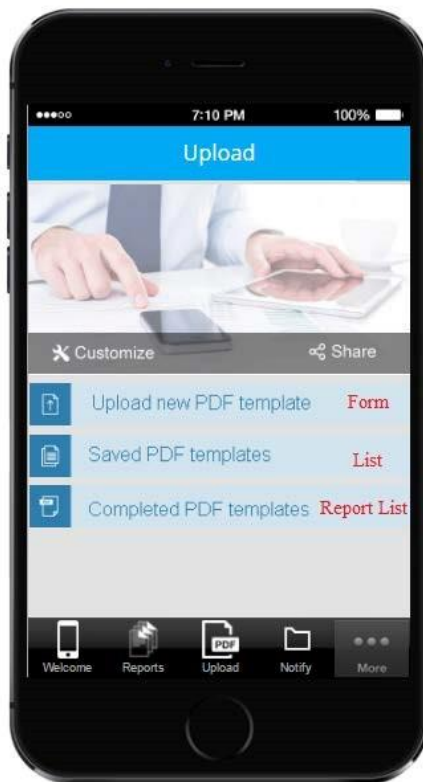 7:10 PM 100%
Upload
Customize Share
Upload new PDF template Form
Saved PDF templates List
Completed PDF templates Report List
PDF
Welcome Reports Upload Notify More